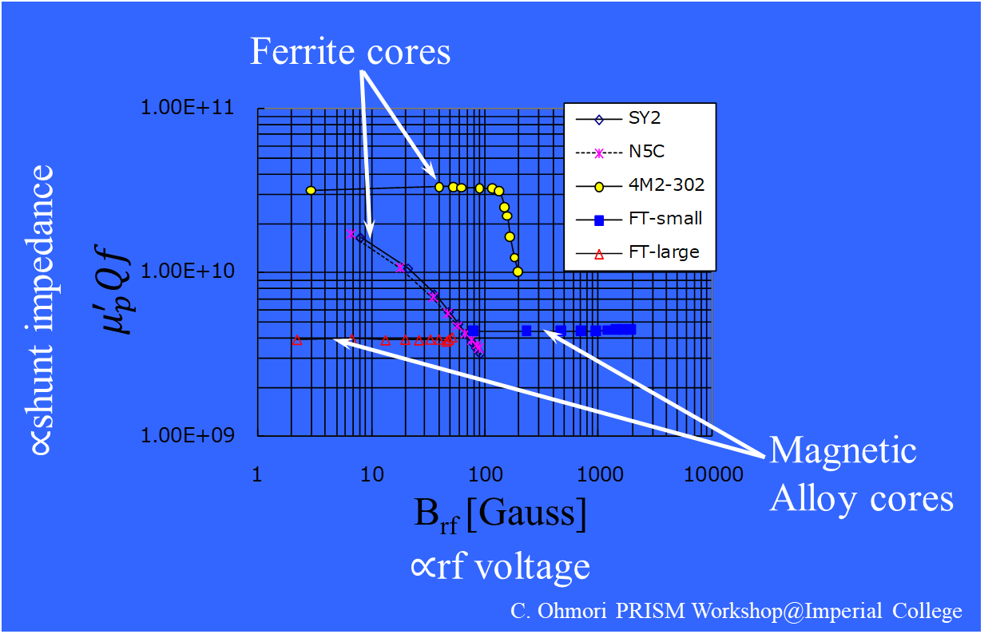 Ferrite cores
1.00E+11
1.00E+10
1.00E+09
∝shunt impedance
μ′ₚQf
SY2
N5C
4M2-302
FT-small
FT-large
1 10 100 1000 10000
Magnetic
Alloy cores
Brf [Gauss]
∝rf voltage
C. Ohmori PRISM Workshop@Imperial College